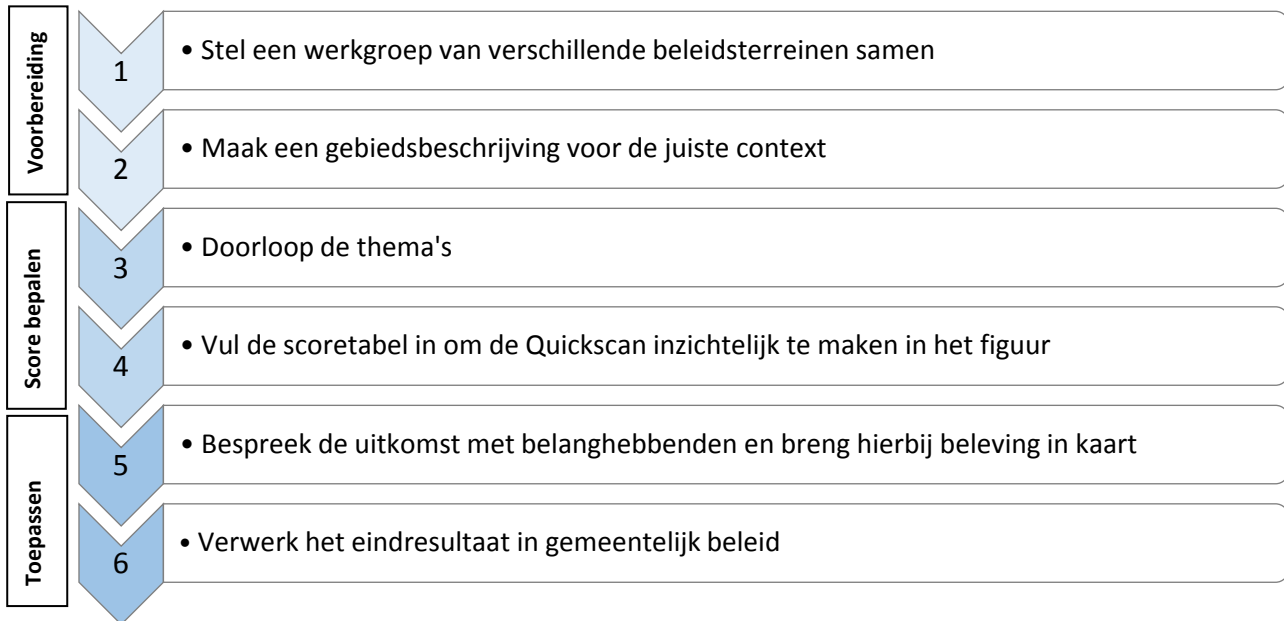 Voorbereiding
1
• Stel een werkgroep van verschillende beleidsterreinen samen
2
• Maak een gebiedsbeschrijving voor de juiste context
Score bepalen
3
• Doorloop de thema's
4
• Vul de scoretabel in om de Quickscan inzichtelijk te maken in het figuur
Toepassen
5
• Bespreek de uitkomst met belanghebbenden en breng hierbij beleving in kaart
6
• Verwerk het eindresultaat in gemeentelijk beleid